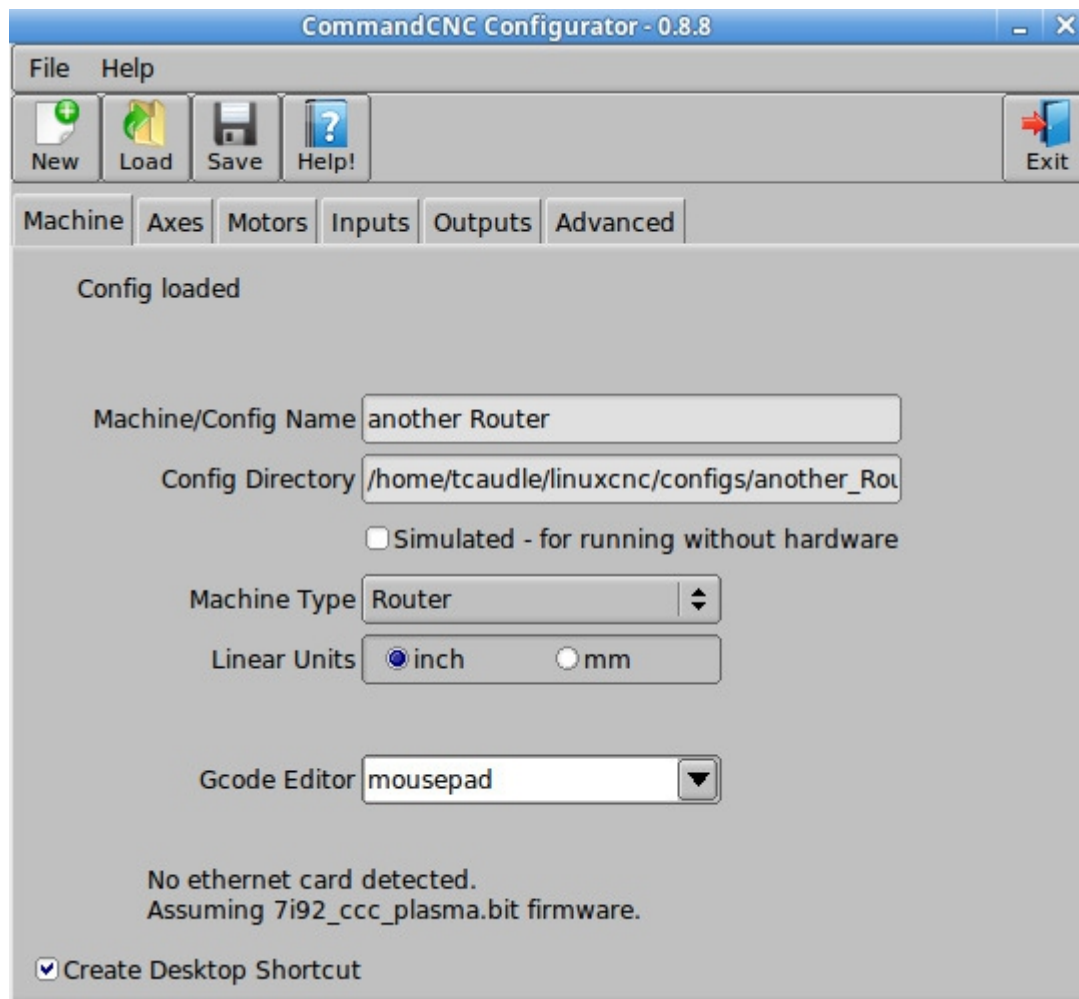 CommandCNC Configurator - 0.8.8
File Help
New Load Save Help! Exit
Machine Axes Motors Inputs Outputs Advanced
Config loaded
Machine/Config Name another Router
Config Directory /home/tcaudle/linuxcnc/configs/another_Rou
Simulated - for running without hardware
Machine Type Router
Linear Units inch mm
Gcode Editor mousepad
No ethernet card detected.
Assuming 7i92_ccc_plasma.bit firmware.
Create Desktop Shortcut